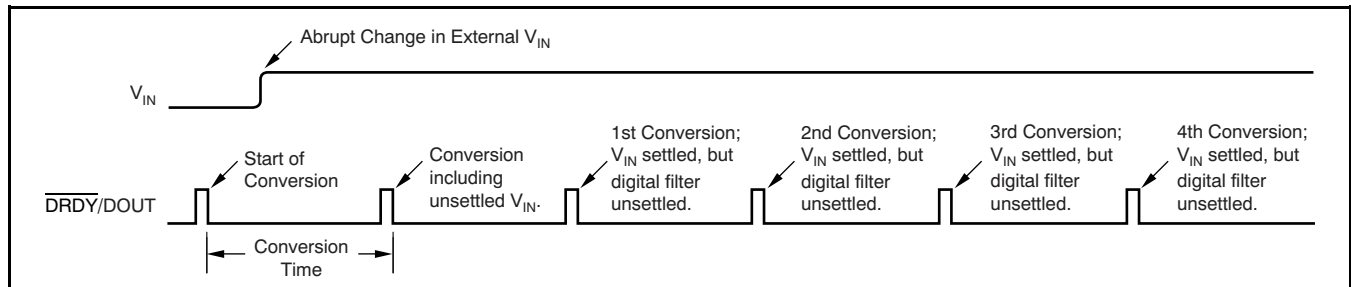 Abrupt Change in External VIN
VIN
Start of
Conversion
Conversion
including
unsettled VIN.
1st Conversion;
VIN settled, but
digital filter
unsettled.
2nd Conversion;
VIN settled, but
digital filter
unsettled.
3rd Conversion;
VIN settled, but
digital filter
unsettled.
4th Conversion;
VIN settled, but
digital filter
unsettled.
DRDY/DOUT
Conversion
Time